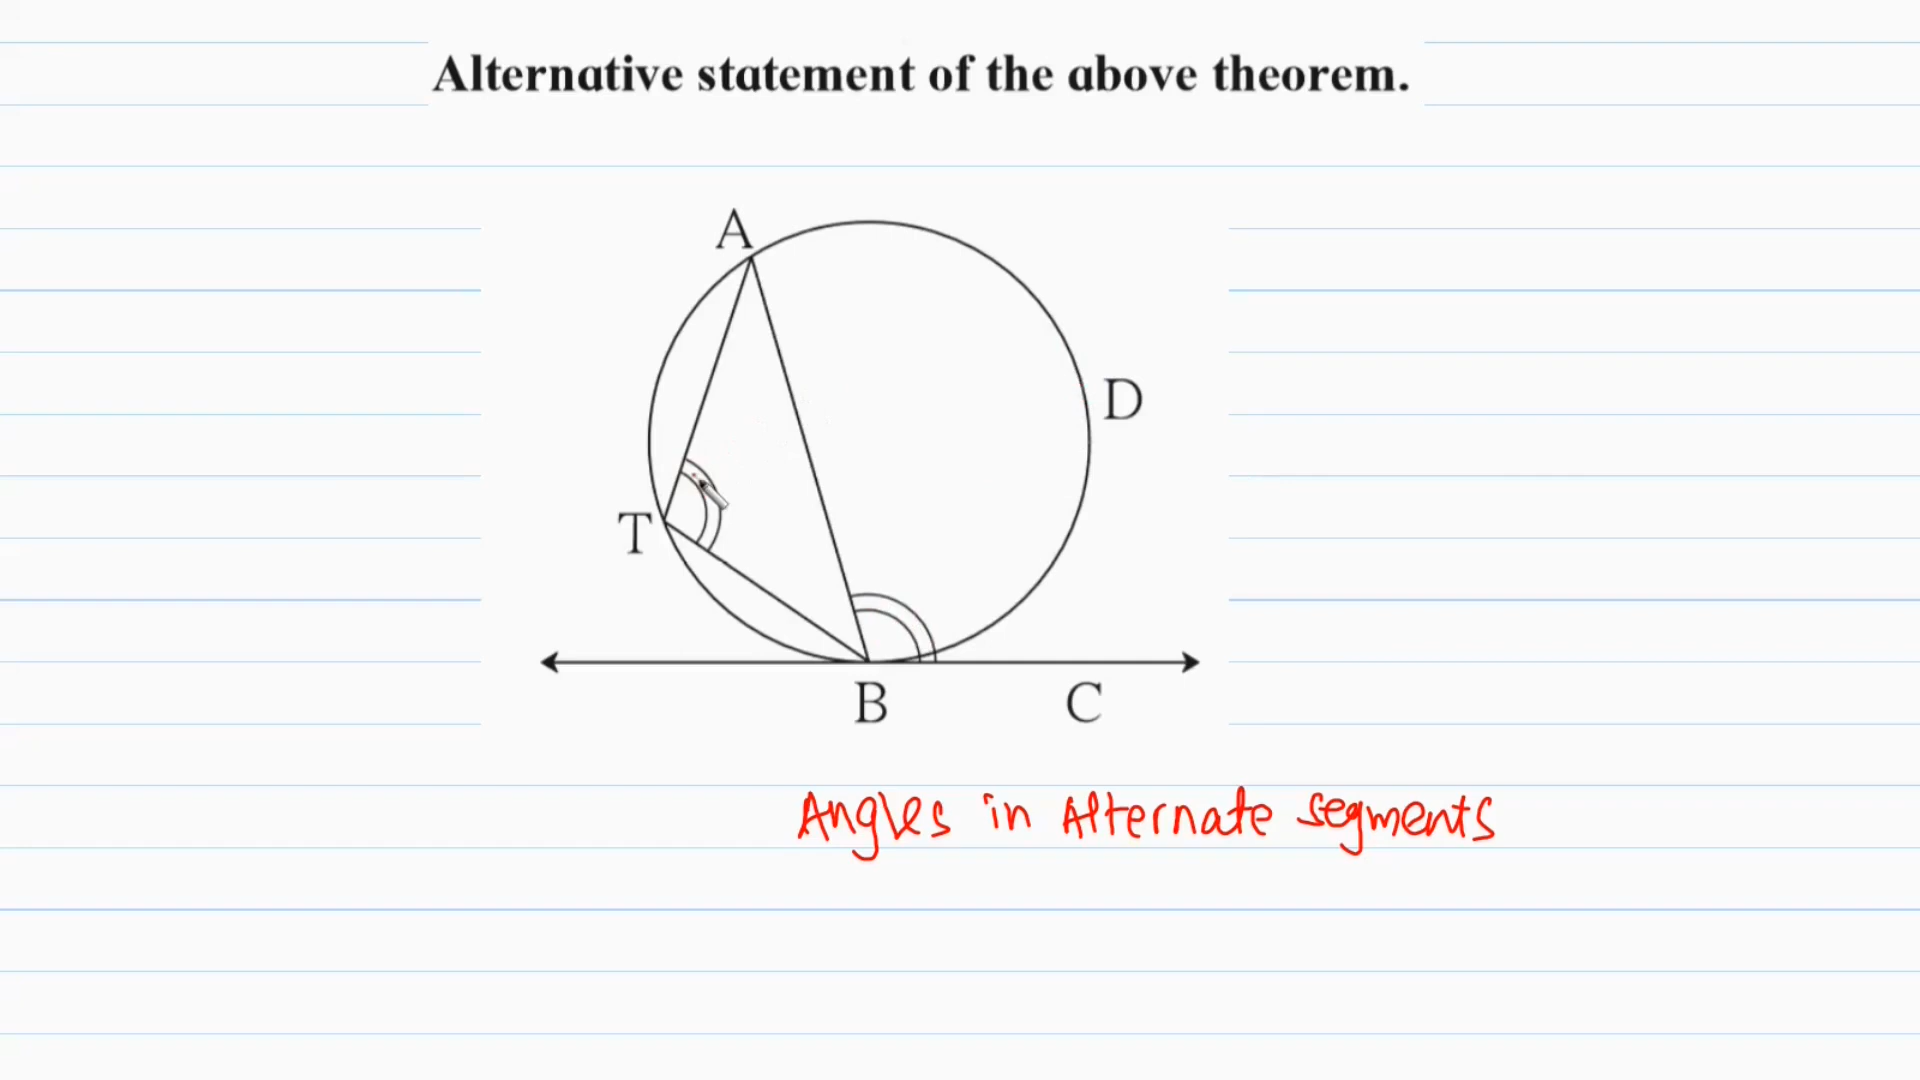 Alternative statement of the above theorem.
A
D
T
B C
Angles in Alternate segments